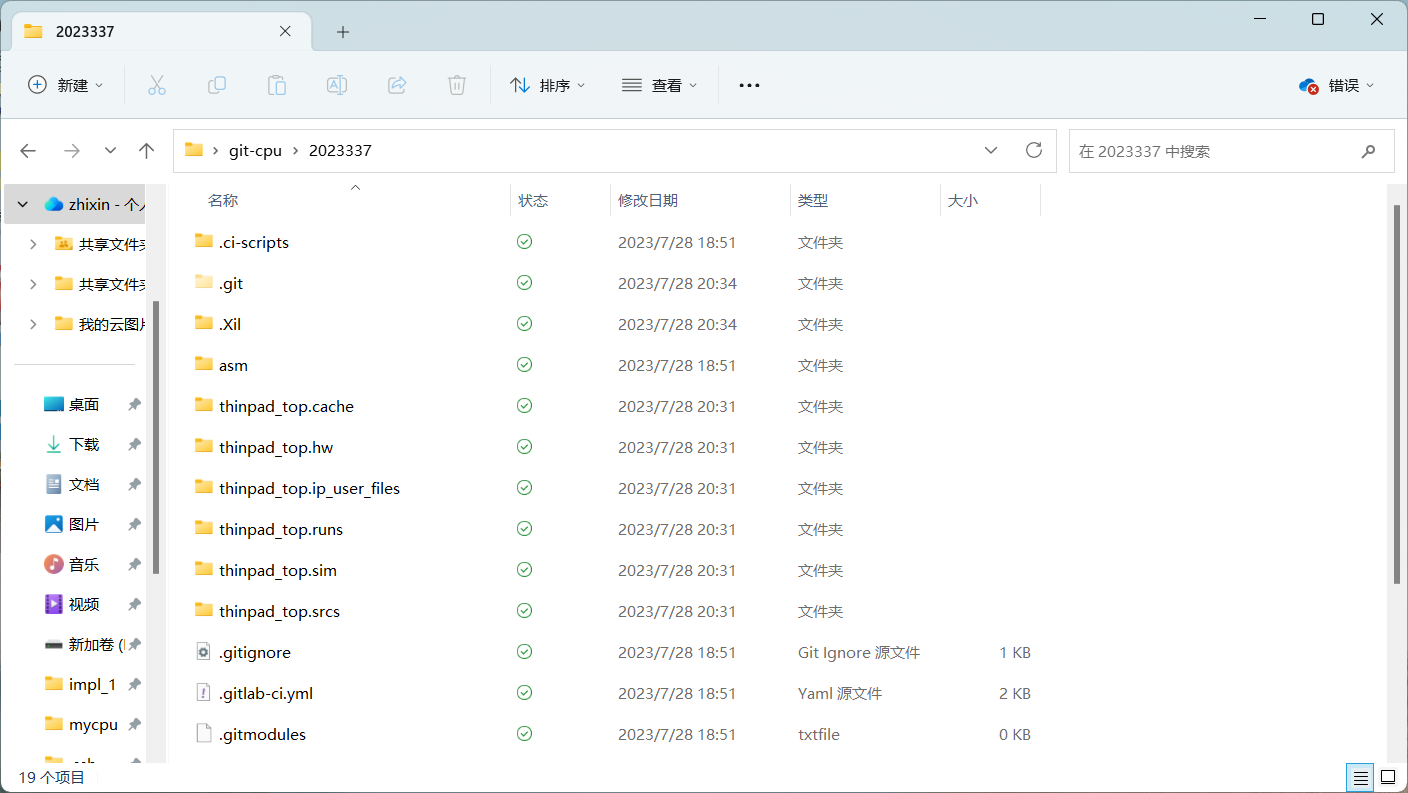 2023337
新建
排序
查看
错误
git-cpu
2023337
在 2023337 中搜索
zhixin - 个人
共享文件夹
共享文件夹
我的云图片
桌面
下载
文档
图片
音乐
视频
新加卷 (
impl_1
mycpu
名称 状态 修改日期 类型 大小
.ci-scripts 2023/7/28 18:51 文件夹
.git 2023/7/28 20:34 文件夹
.Xil 2023/7/28 20:34 文件夹
asm 2023/7/28 18:51 文件夹
thinpad_top.cache 2023/7/28 20:31 文件夹
thinpad_top.hw 2023/7/28 20:31 文件夹
thinpad_top.ip_user_files 2023/7/28 20:31 文件夹
thinpad_top.runs 2023/7/28 20:31 文件夹
thinpad_top.sim 2023/7/28 20:31 文件夹
thinpad_top.srcs 2023/7/28 20:31 文件夹
.gitignore 2023/7/28 18:51 Git Ignore 源文件 1 KB
.gitlab-ci.yml 2023/7/28 18:51 Yaml 源文件 2 KB
.gitmodules 2023/7/28 18:51 txtfile 0 KB
19 个项目